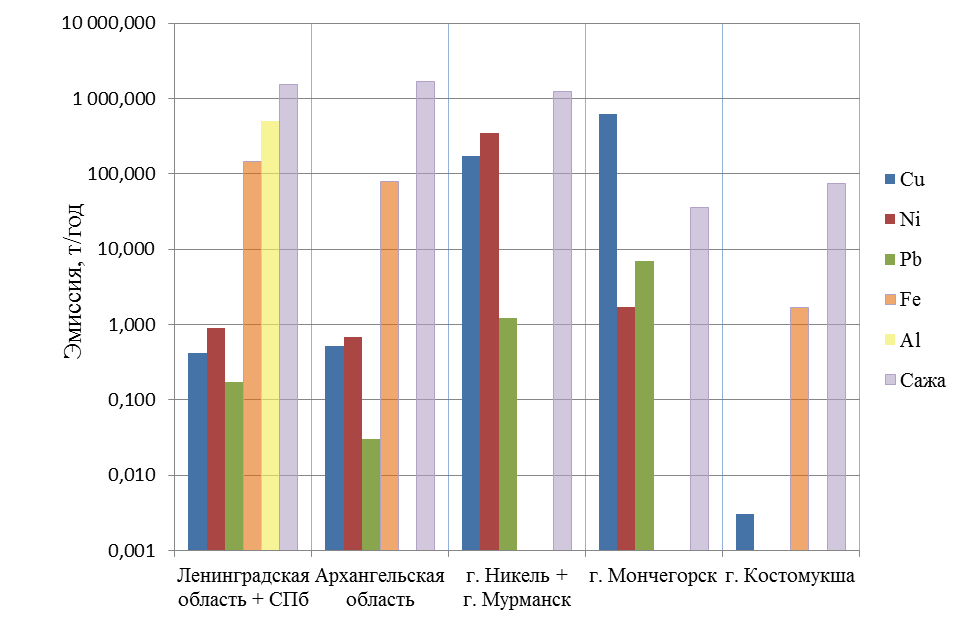 10 000,000
1 000,000
100,000
10,000
1,000
0,100
0,010
0,001
Эмиссия, т/год
Ленинградская
область + СПб
Архангельская
область
г. Никель +
г. Мурманск
г. Мончегорск
г. Костомукша
Cu
Ni
Pb
Fe
Al
Сажа